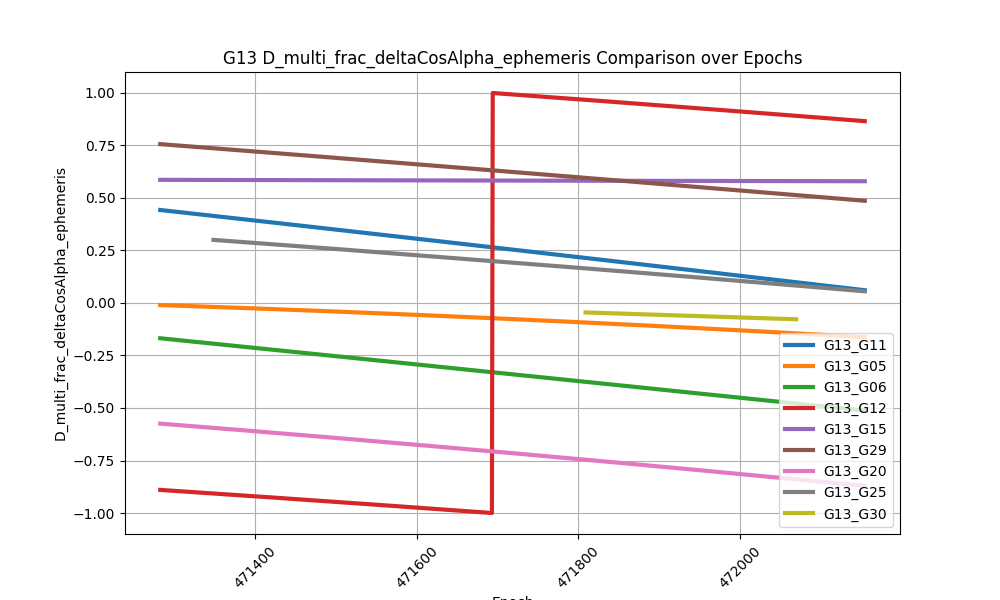 G13 D_multi_frac_deltaCosAlpha_ephemeris Comparison over Epochs
D_multi_frac_deltaCosAlpha_ephemeris
1.00
0.75
0.50
0.25
0.00
−0.25
−0.50
−0.75
−1.00
G13_G11
G13_G05
G13_G06
G13_G12
G13_G15
G13_G29
G13_G20
G13_G25
G13_G30
471400
471600
471800
472000
Epoch